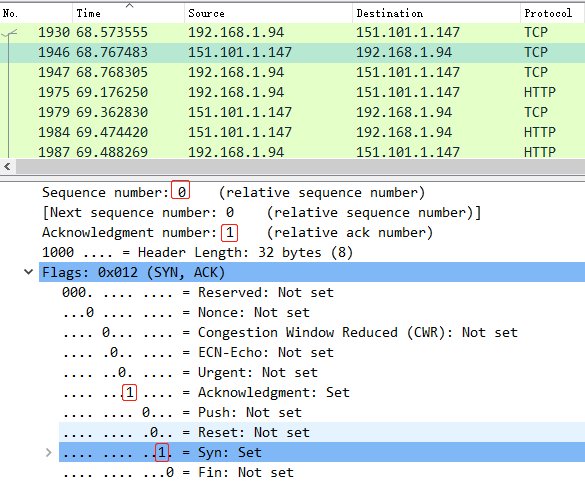 No. Time Source Destination Protocol
1930 68.573555 192.168.1.94 151.101.1.147 TCP
1946 68.767483 151.101.1.147 192.168.1.94 TCP
1947 68.768305 192.168.1.94 151.101.1.147 TCP
1975 69.176250 192.168.1.94 151.101.1.147 HTTP
1979 69.362830 151.101.1.147 192.168.1.94 TCP
1984 69.474420 192.168.1.94 151.101.1.147 HTTP
1987 69.488269 151.101.1.147 192.168.1.94 HTTP
Sequence number: 0 (relative sequence number)
[Next sequence number: 0 (relative sequence number)]
Acknowledgment number: 1 (relative ack number)
1000 .... = Header Length: 32 bytes (8)
Flags: 0x012 (SYN, ACK)
000. .... .... = Reserved: Not set
...0 .... .... = Nonce: Not set
.... 0... .... = Congestion Window Reduced (CWR): Not set
.... .0.. .... = ECN-Echo: Not set
.... ..0. .... = Urgent: Not set
.... ...1 .... = Acknowledgment: Set
.... .... 0... = Push: Not set
.... .... .0.. = Reset: Not set
.... .... ..1. = Syn: Set
.... .... ...0 = Fin: Not set